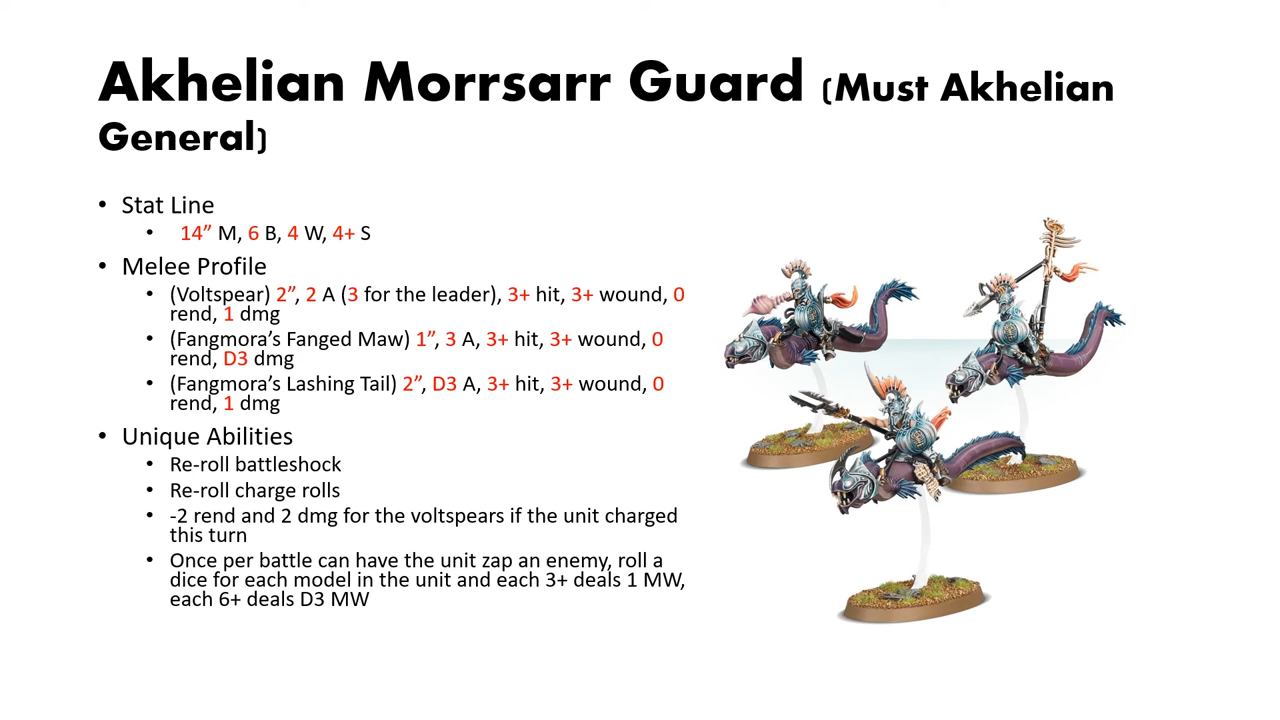 Akhelian Morrsarr Guard (Must Akhelian
General)
• Stat Line
• 14” M, 6 B, 4 W, 4+ S
• Melee Profile
• (Voltspear) 2”, 2 A (3 for the leader), 3+ hit, 3+ wound, 0
rend, 1 dmg
• (Fangmora’s Fanged Maw) 1”, 3 A, 3+ hit, 3+ wound, 0
rend, D3 dmg
• (Fangmora’s Lashing Tail) 2”, D3 A, 3+ hit, 3+ wound, 0
rend, 1 dmg
• Unique Abilities
• Re-roll battleshock
• Re-roll charge rolls
• -2 rend and 2 dmg for the voltspears if the unit charged
this turn
• Once per battle can have the unit zap an enemy, roll a
dice for each model in the unit and each 3+ deals 1 MW,
each 6+ deals D3 MW